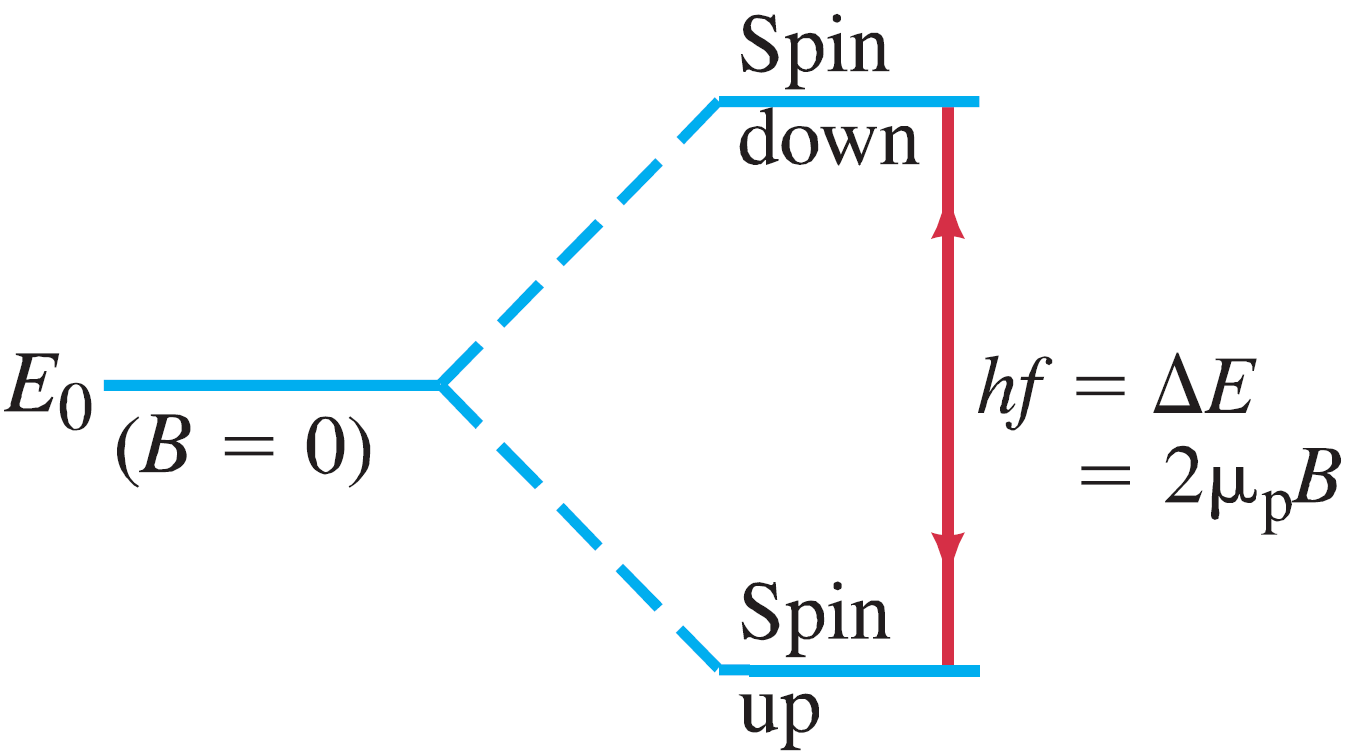 Spin
down
E₀
(B = 0)
hf = ΔE
= 2μₚB
Spin
up